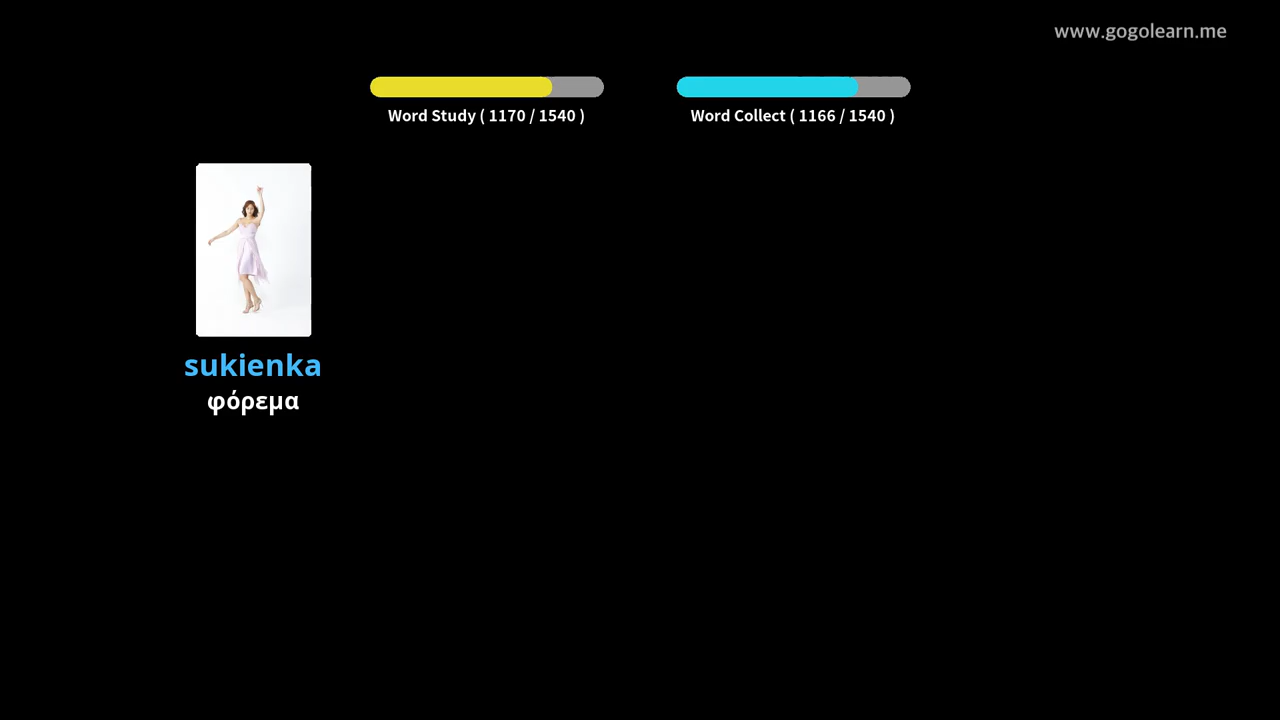 www.gogolearn.me
Word Study ( 1170 / 1540 )
Word Collect ( 1166 / 1540 )
sukienka
φόρεμα